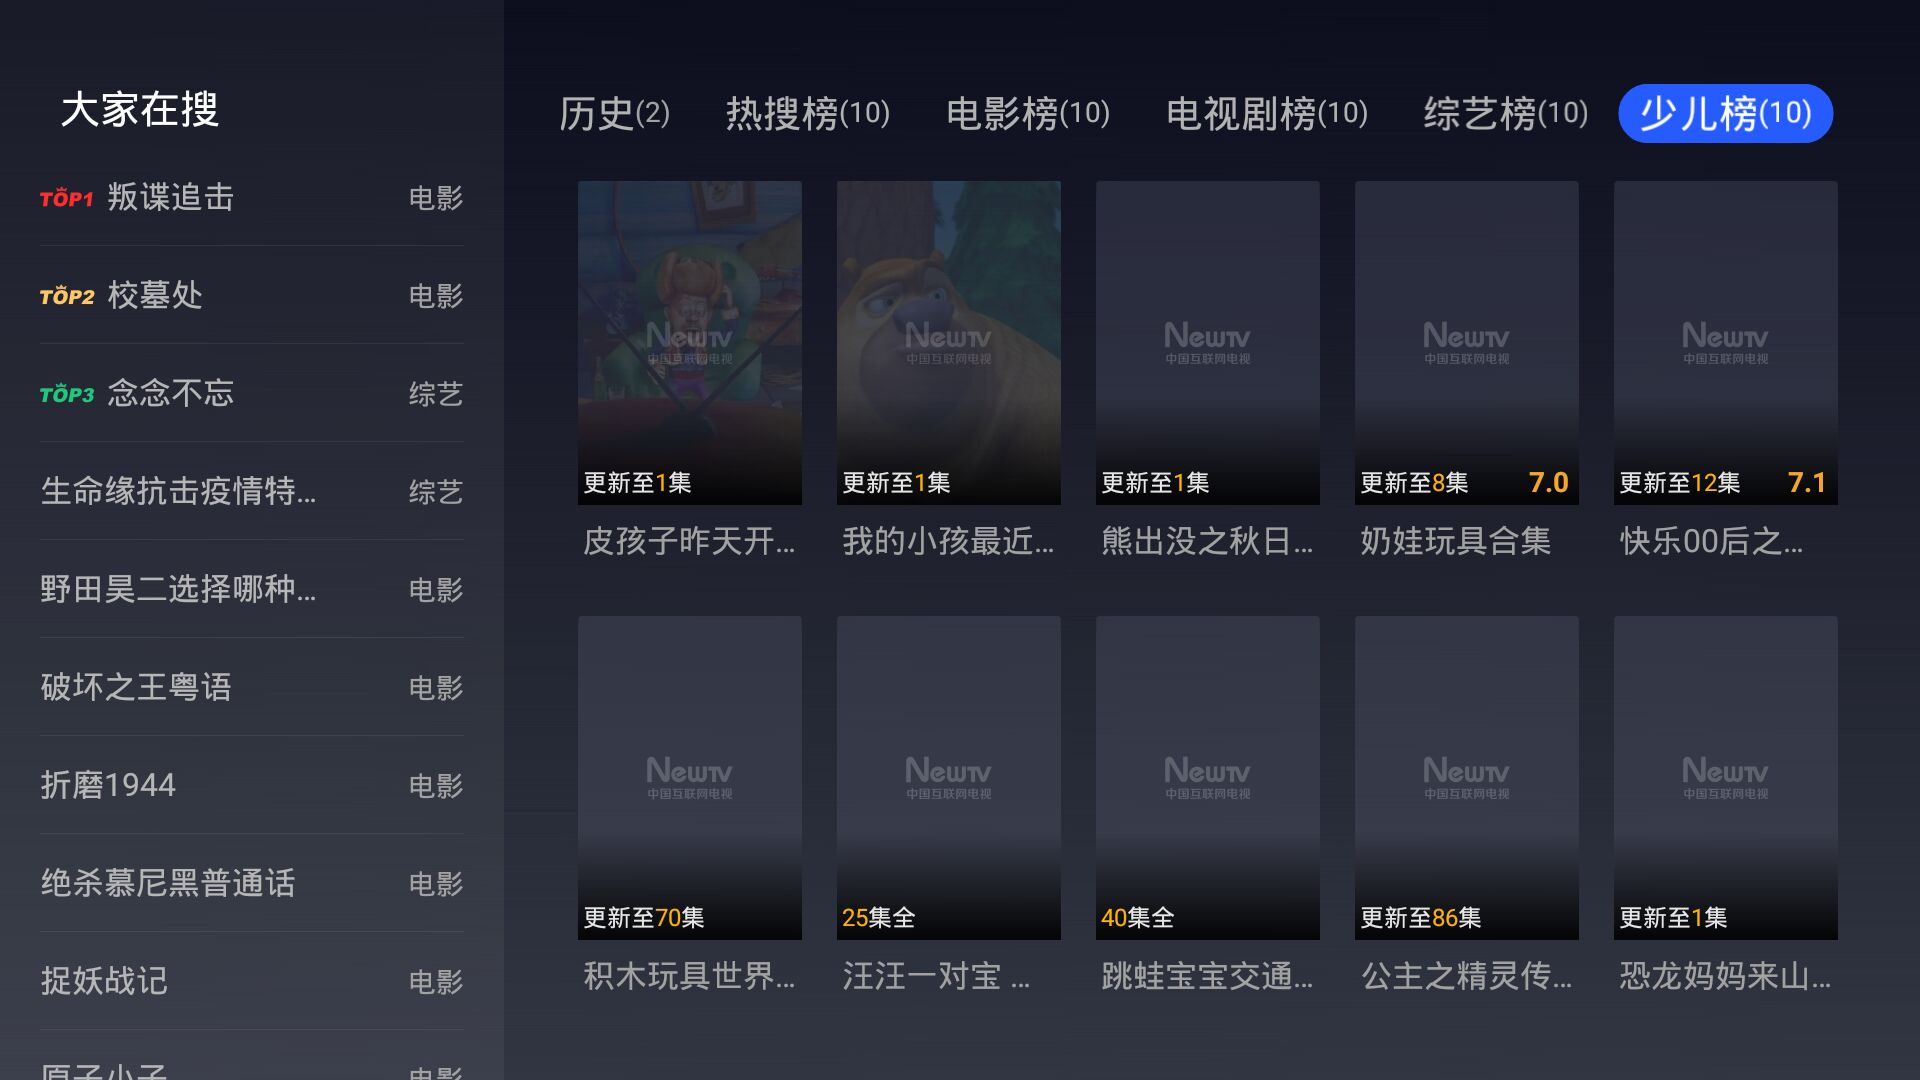 大家在搜
TOP1 叛谍追击 电影
TOP2 校墓处 电影
TOP3 念念不忘 综艺
生命缘抗击疫情特... 综艺
野田昊二选择哪种... 电影
破坏之王粤语 电影
折磨1944 电影
绝杀慕尼黑普通话 电影
捉妖战记 电影
原子小子 电影
历史(2) 热搜榜(10) 电影榜(10) 电视剧榜(10) 综艺榜(10) 少儿榜(10)
NewTV NewTV NewTV NewTV NewTV
中国互联网电视 中国互联网电视 中国互联网电视 中国互联网电视 中国互联网电视
更新至1集 更新至1集 更新至1集 更新至8集 7.0 更新至12集 7.1
皮孩子昨天开... 我的小孩最近... 熊出没之秋日... 奶娃玩具合集 快乐00后之...
NewTV NewTV NewTV NewTV NewTV
中国互联网电视 中国互联网电视 中国互联网电视 中国互联网电视 中国互联网电视
更新至70集 25集全 40集全 更新至86集 更新至1集
积木玩具世界... 汪汪一对宝 ... 跳蛙宝宝交通... 公主之精灵传... 恐龙妈妈来山...